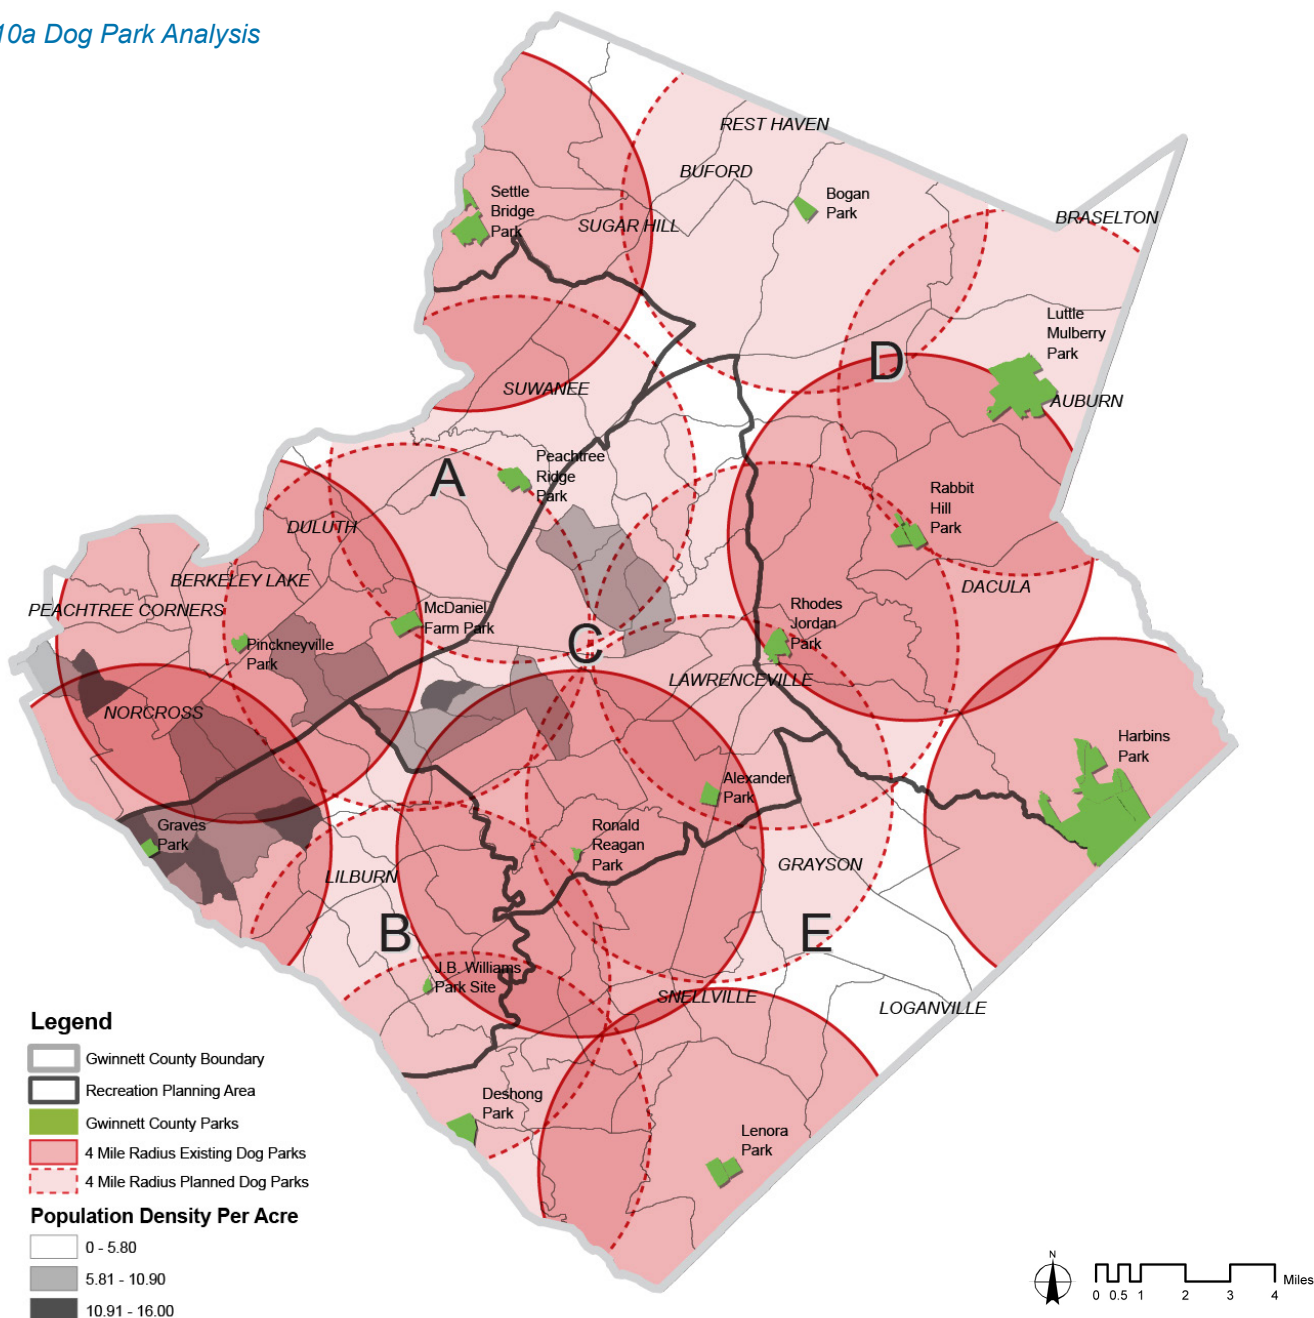 10a Dog Park Analysis
REST HAVEN
BUFORD
Bogan
Park
BRASELTON
Settle
Bridge
Park
SUGAR HILL
Luttle
Mulberry
Park
D
AUBURN
SUWANEE
Peachtree
Ridge
Park
A
Rabbit
Hill
Park
DULUTH
BERKELEY LAKE
DACULA
PEACHTREE CORNERS
McDaniel
Farm Park
Rhodes
Jordan
Park
Pinckneyville
Park
C
LAWRENCEVILLE
NORCROSS
Harbins
Park
Alexander
Park
Graves
Park
Ronald
Reagan
Park
GRAYSON
LILBURN
B
E
J.B. Williams
Park Site
SNELLVILLE
LOGANVILLE
Deshong
Park
Lenora
Park
Legend
Gwinnett County Boundary
Recreation Planning Area
Gwinnett County Parks
4 Mile Radius Existing Dog Parks
4 Mile Radius Planned Dog Parks
Population Density Per Acre
0 - 5.80
5.81 - 10.90
10.91 - 16.00
N
Miles
0 0.5 1 2 3 4